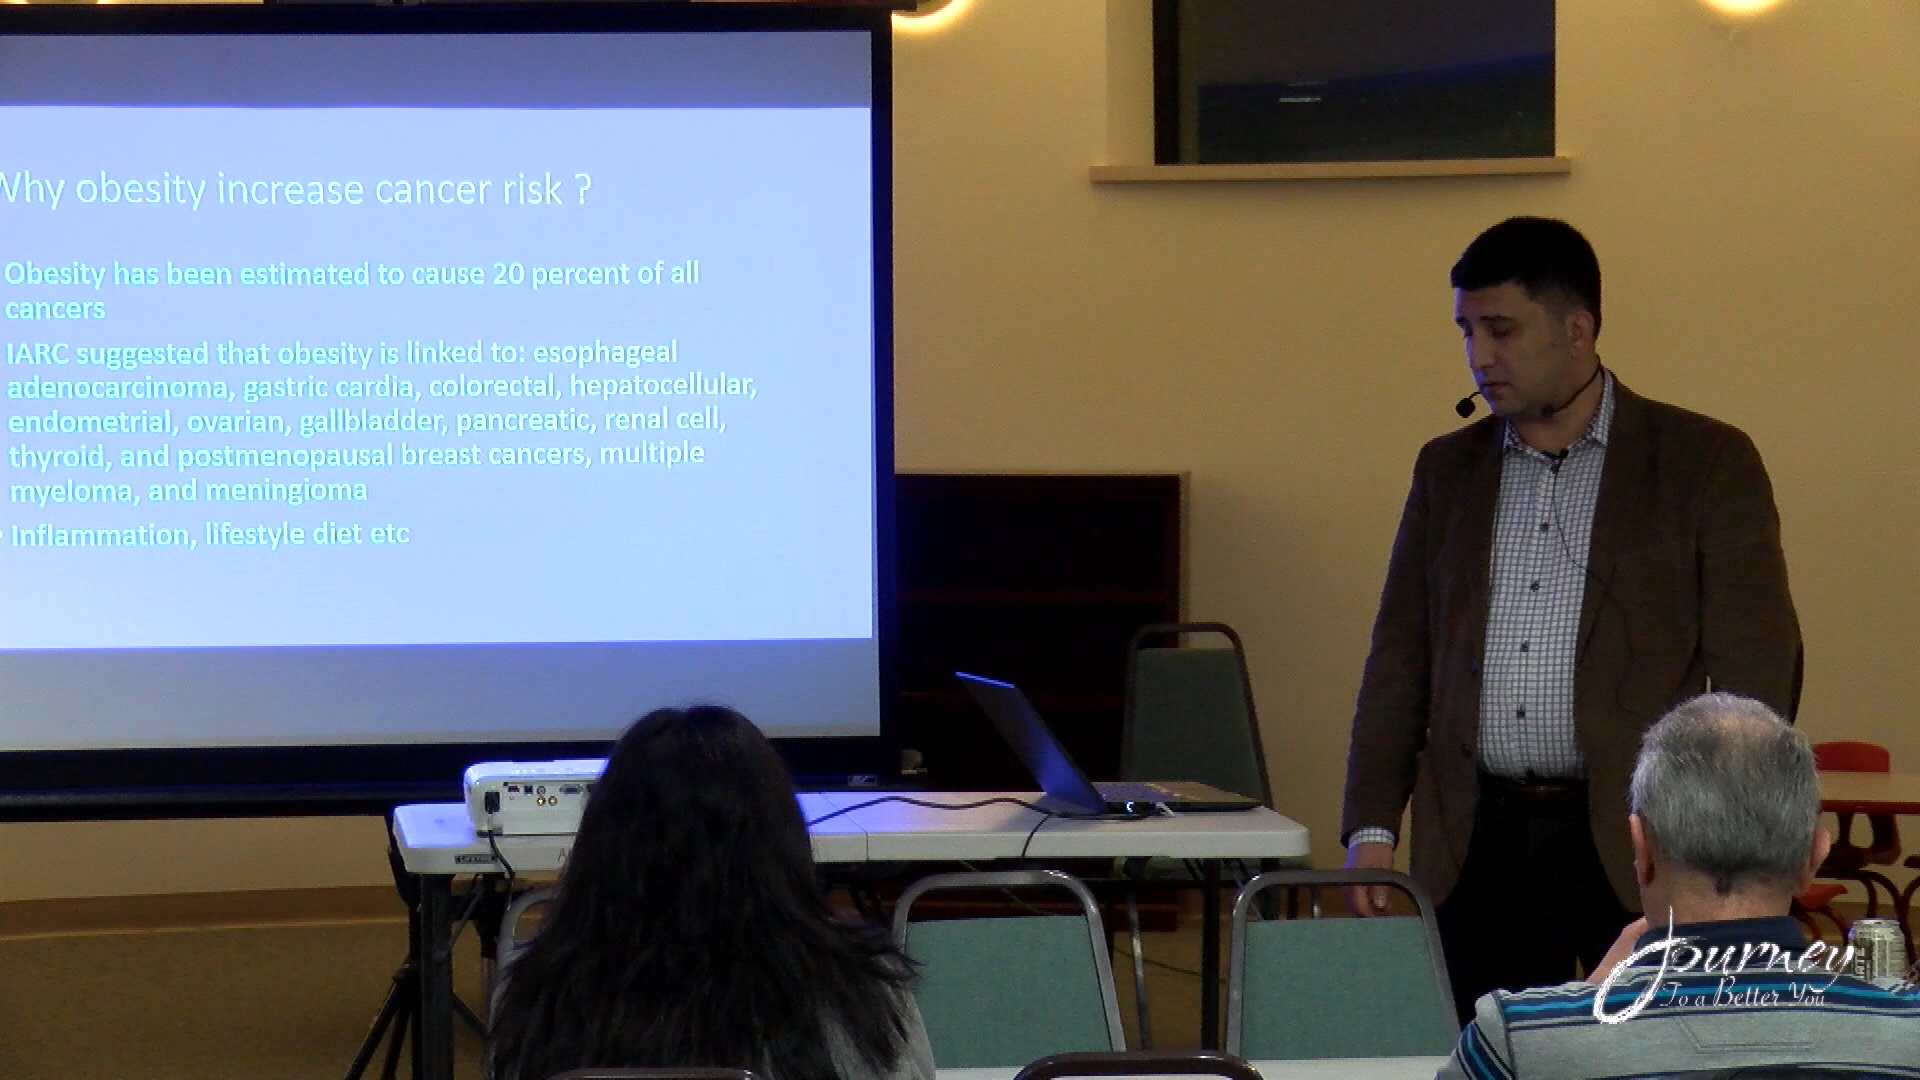 Why obesity increase cancer risk ?
Obesity has been estimated to cause 20 percent of all
cancers
IARC suggested that obesity is linked to: esophageal
adenocarcinoma, gastric cardia, colorectal, hepatocellular,
endometrial, ovarian, gallbladder, pancreatic, renal cell,
thyroid, and postmenopausal breast cancers, multiple
myeloma, and meningioma
• Inflammation, lifestyle diet etc
LIFETIME
Journey
To a Better You